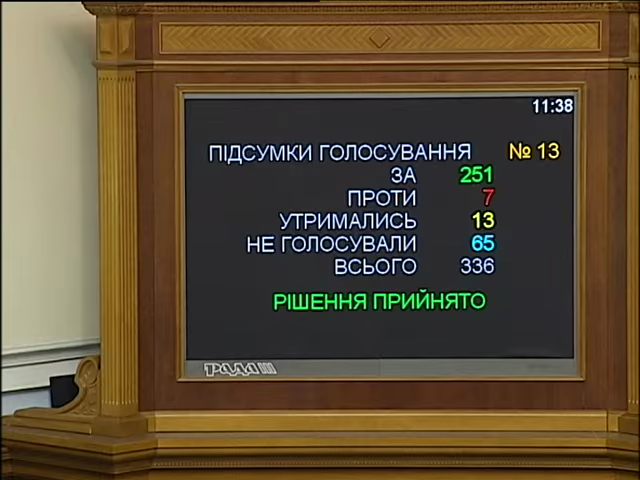 11:38
ПІДСУМКИ ГОЛОСУВАННЯ № 13
ЗА 251
ПРОТИ 7
УТРИМАЛИСЬ 13
НЕ ГОЛОСУВАЛИ 65
ВСЬОГО 336
РІШЕННЯ ПРИЙНЯТО
РАДА